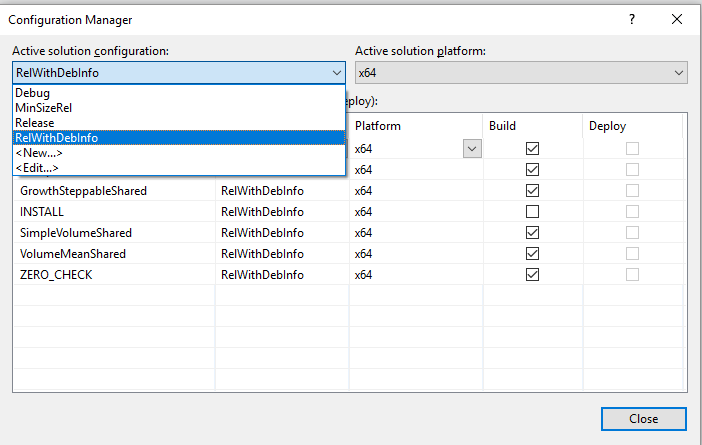 Configuration Manager
? ×
Active solution configuration: Active solution platform:
RelWithDebInfo x64
Debug
MinSizeRel
Release
RelWithDebInfo
<New...>
<Edit...>
ploy):
Platform Build Deploy
x64
x64
GrowthSteppableShared RelWithDebInfo x64
INSTALL RelWithDebInfo x64
SimpleVolumeShared RelWithDebInfo x64
VolumeMeanShared RelWithDebInfo x64
ZERO_CHECK RelWithDebInfo x64
Close